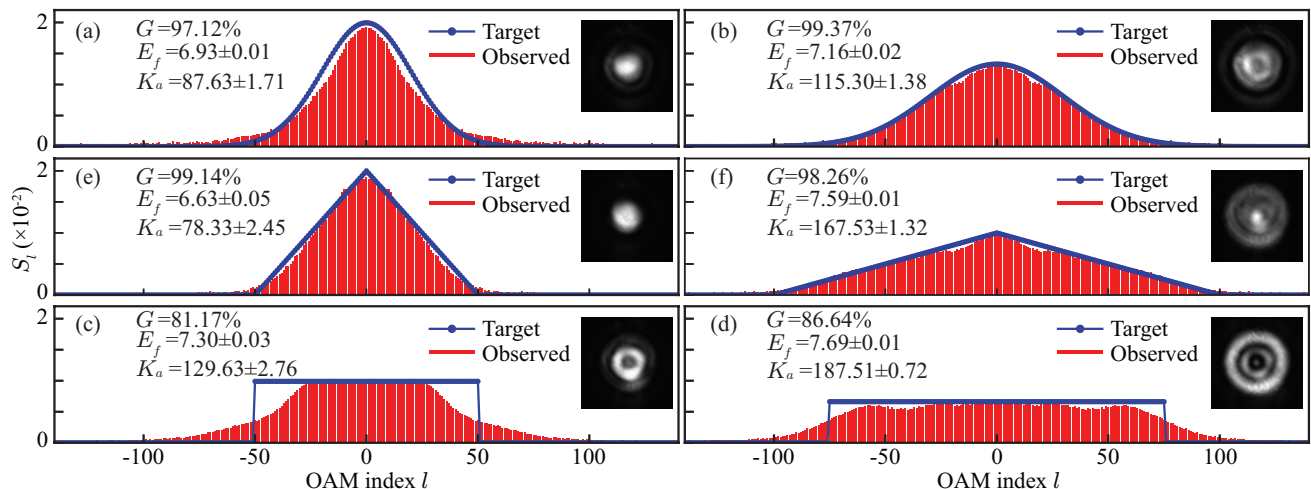 (a)
G=97.12%
E_f=6.93±0.01
K_a=87.63±1.71
Target
Observed
(b)
G=99.37%
E_f=7.16±0.02
K_a=115.30±1.38
Target
Observed
2
0
(e)
G=99.14%
E_f=6.63±0.05
K_a=78.33±2.45
Target
Observed
(f)
G=98.26%
E_f=7.59±0.01
K_a=167.53±1.32
Target
Observed
2
0
S_l (×10⁻²)
(c)
G=81.17%
E_f=7.30±0.03
K_a=129.63±2.76
Target
Observed
(d)
G=86.64%
E_f=7.69±0.01
K_a=187.51±0.72
Target
Observed
2
0
-100 -50 0 50 100
-100 -50 0 50 100
OAM index l
OAM index l